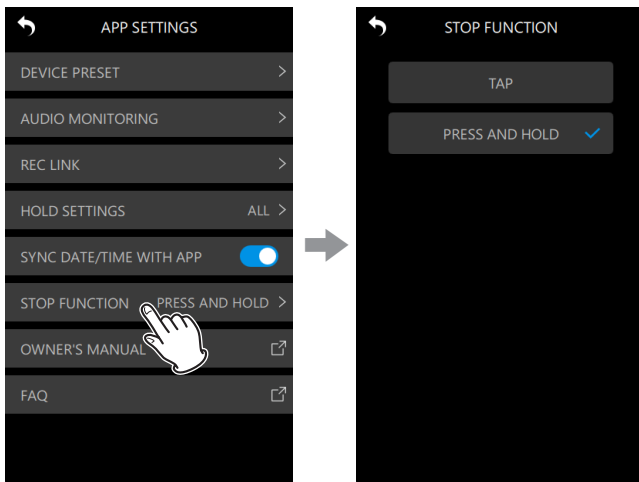 APP SETTINGS
DEVICE PRESET
AUDIO MONITORING
REC LINK
HOLD SETTINGS ALL
SYNC DATE/TIME WITH APP
STOP FUNCTION PRESS AND HOLD
OWNER'S MANUAL
FAQ
STOP FUNCTION
TAP
PRESS AND HOLD